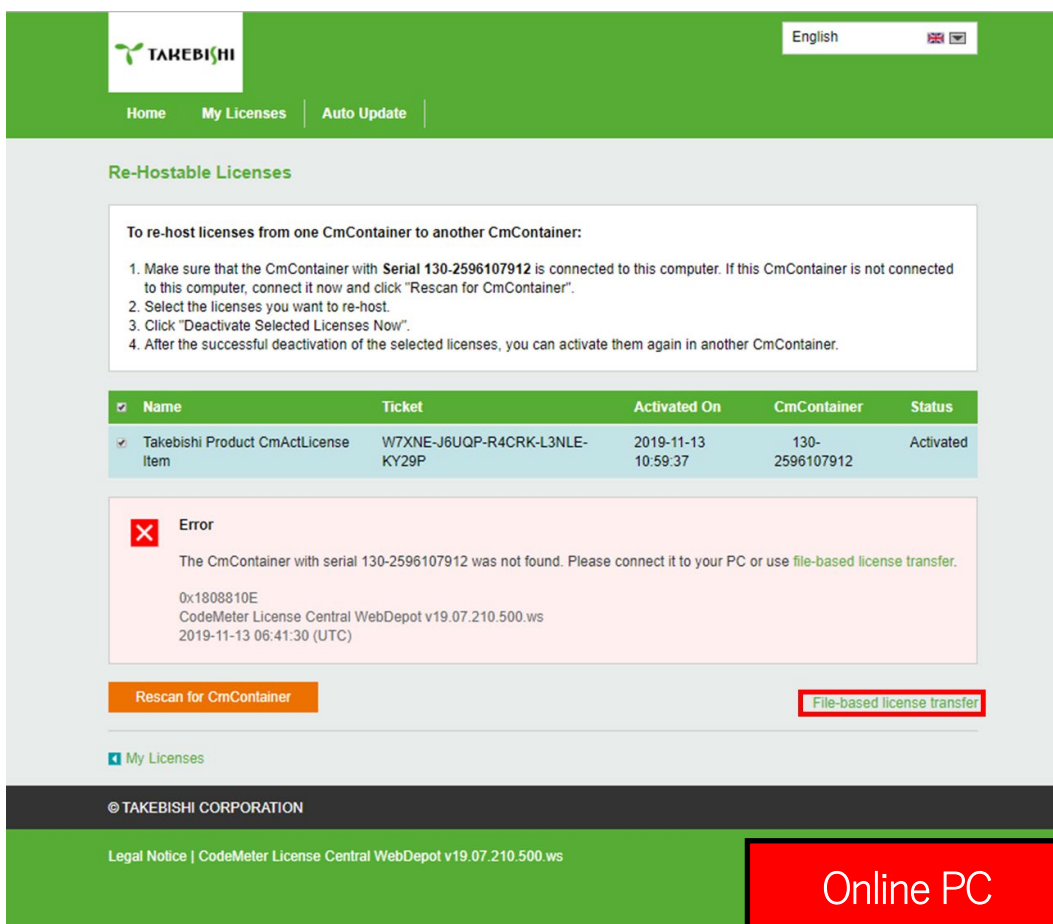 TAKEBISHI
English
Home My Licenses Auto Update
Re-Hostable Licenses
To re-host licenses from one CmContainer to another CmContainer:
1. Make sure that the CmContainer with Serial 130-2596107912 is connected to this computer. If this CmContainer is not connected
to this computer, connect it now and click "Rescan for CmContainer".
2. Select the licenses you want to re-host.
3. Click "Deactivate Selected Licenses Now".
4. After the successful deactivation of the selected licenses, you can activate them again in another CmContainer.
Name Ticket Activated On CmContainer Status
Takebishi Product CmActLicense W7XNE-J6UQP-R4CRK-L3NLE- 2019-11-13 130- Activated
Item KY29P 10:59:37 2596107912
Error
The CmContainer with serial 130-2596107912 was not found. Please connect it to your PC or use file-based license transfer.
0x1808810E
CodeMeter License Central WebDepot v19.07.210.500.ws
2019-11-13 06:41:30 (UTC)
Rescan for CmContainer
File-based license transfer
My Licenses
© TAKEBISHI CORPORATION
Legal Notice | CodeMeter License Central WebDepot v19.07.210.500.ws
Online PC